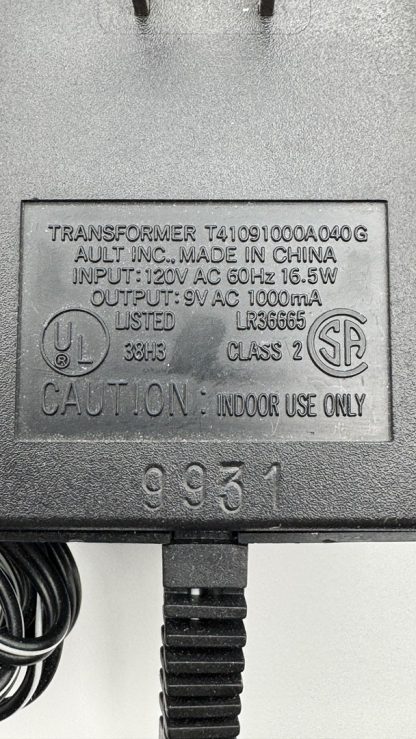 TRANSFORMER T41091000A040G
AULT INC., MADE IN CHINA
INPUT: 120V AC 60Hz 16.5W
OUTPUT: 9V AC 1000mA
UL® LISTED 38H3 LR36665 CLASS 2 SA
CAUTION: INDOOR USE ONLY
9931